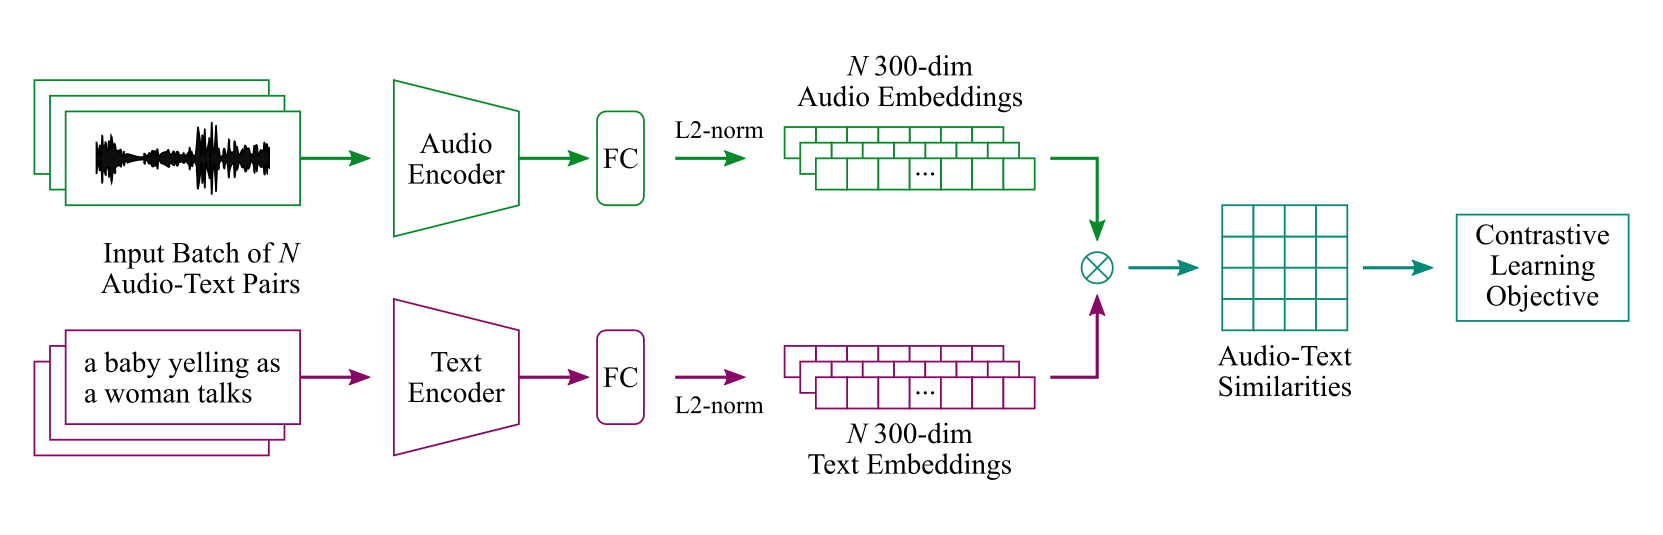 N 300-dim
Audio Embeddings
L2-norm
Audio
Encoder
FC
...
Input Batch of N
Audio-Text Pairs
Contrastive
Learning
Objective
a baby yelling as
a woman talks
Text
Encoder
FC
L2-norm
...
N 300-dim
Text Embeddings
Audio-Text
Similarities